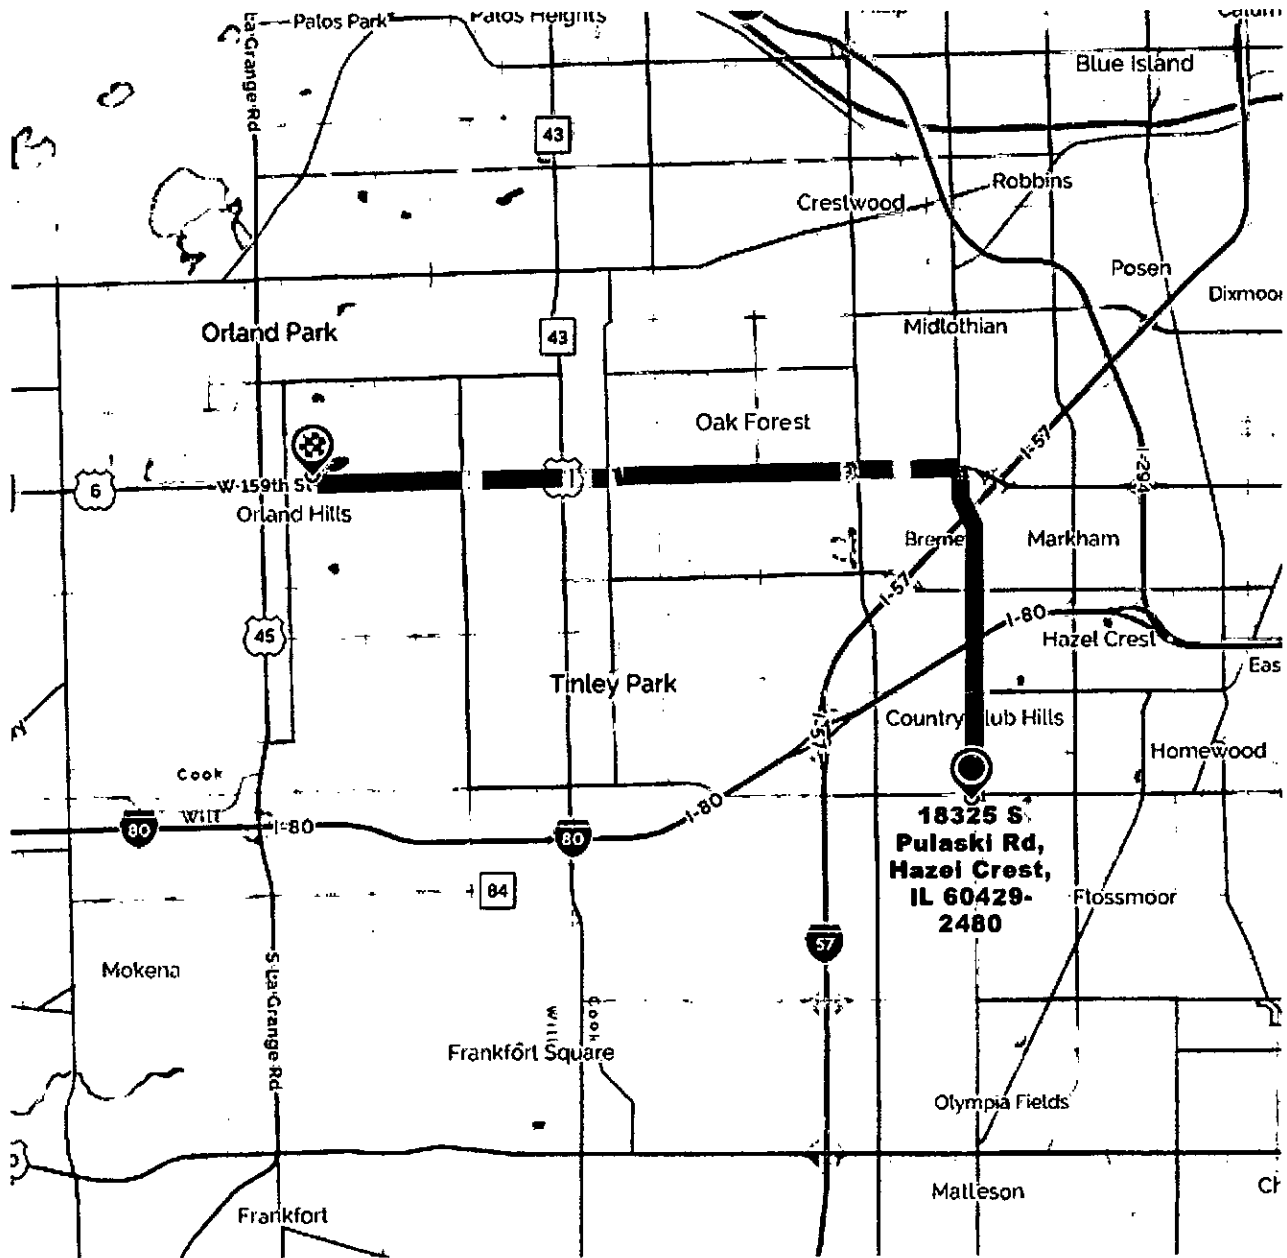 Palos Park
Palos Heights
La Grange Rd
Blue Island
43
Robbins
Crestwood
Posen
Dixmoor
Orland Park
43
Midlothian
Oak Forest
I-57
I-294
6
W 159th St
Orland Hills
Breme
Markham
I-57
I-80
45
Hazel Crest
Eas
Tinley Park
Country Club Hills
I-57
Homewood
Cook
Will
I-80
80
I-80
80
18325 S
Pulaski Rd,
Hazel Crest,
IL 60429-
2480
84
Flossmoor
57
Mokena
S La Grange Rd
Will
Cook
Frankfort Square
Olympia Fields
Matteson
Frankfort